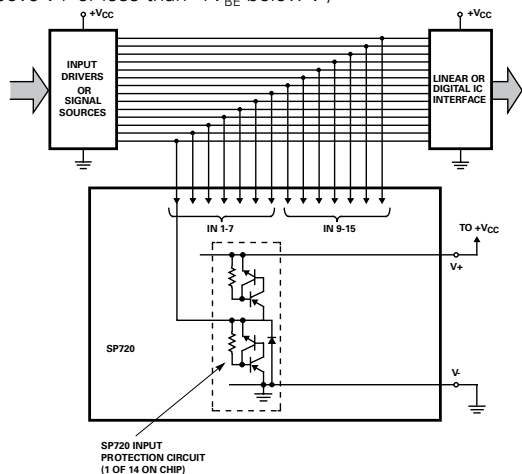 +VCC
+VCC
INPUT
DRIVERS
OR
SIGNAL
SOURCES
LINEAR OR
DIGITAL IC
INTERFACE
IN 1-7
IN 9-15
TO +VCC
V+
SP720
V-
SP720 INPUT
PROTECTION CIRCUIT
(1 OF 14 ON CHIP)